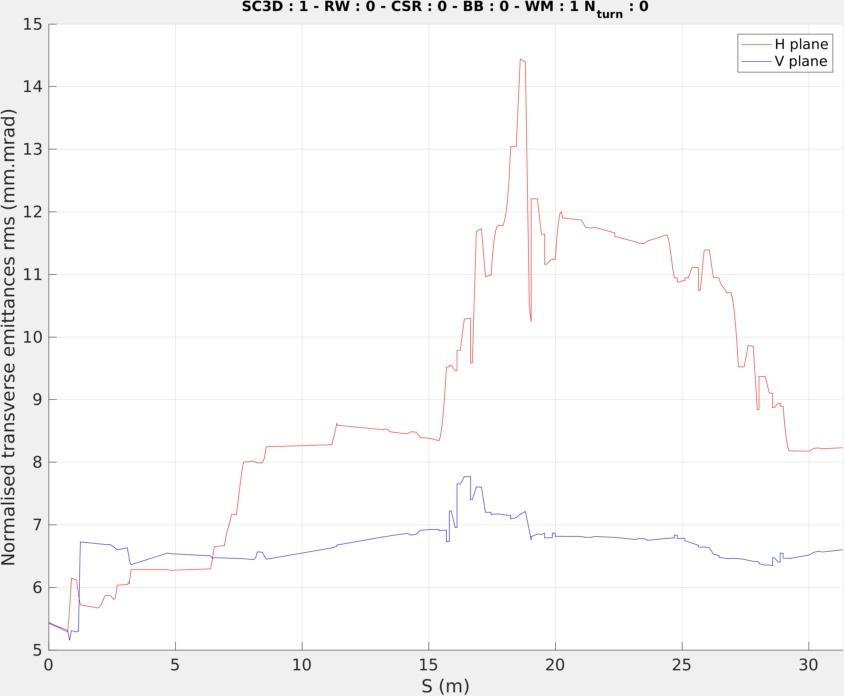 SC3D : 1 - RW : 0 - CSR : 0 - BB : 0 - WM : 1 N_turn : 0
15
H plane
V plane
14
13
12
11
10
9
8
7
6
5
Normalised transverse emittances rms (mm.mrad)
0 5 10 15 20 25 30
S (m)